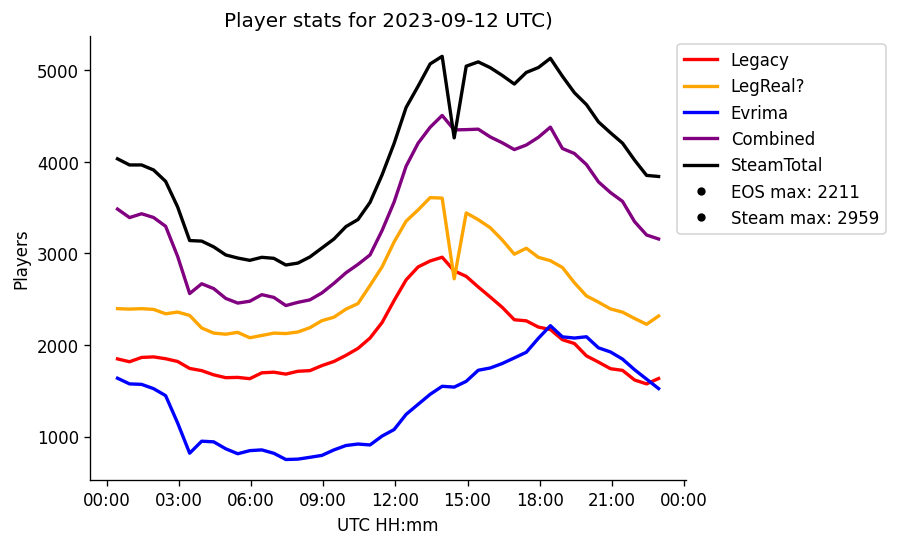 Player stats for 2023-09-12 UTC)
Legacy
LegReal?
Evrima
Combined
SteamTotal
EOS max: 2211
Steam max: 2959
Players
5000
4000
3000
2000
1000
00:00 03:00 06:00 09:00 12:00 15:00 18:00 21:00 00:00
UTC HH:mm